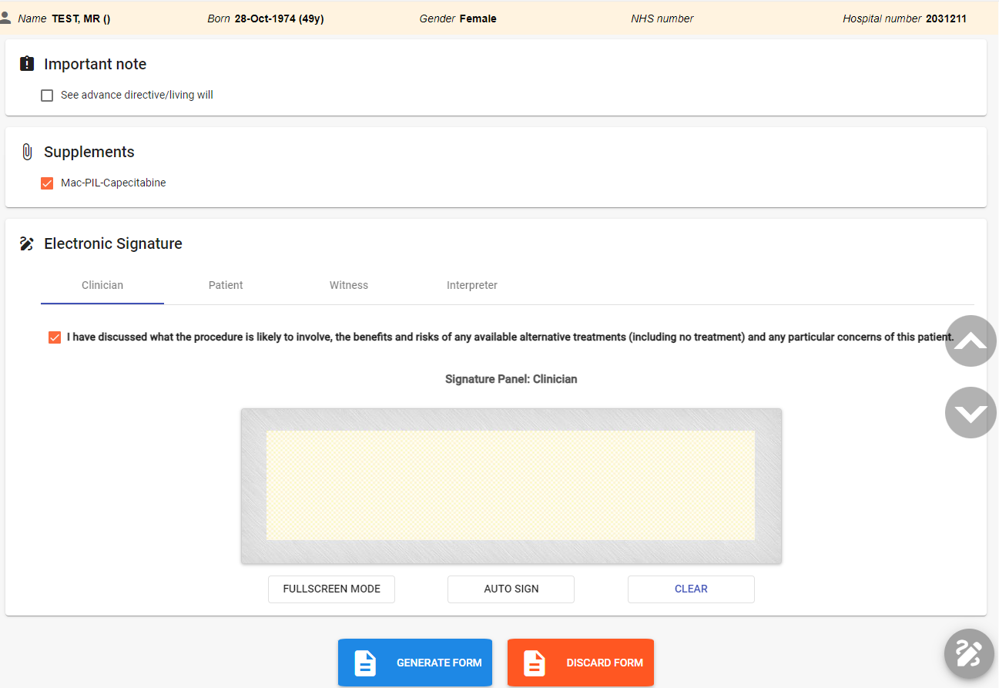 Name TEST, MR () Born 28-Oct-1974 (49y) Gender Female NHS number Hospital number 2031211
Important note
See advance directive/living will
Supplements
Mac-PIL-Capecitabine
Electronic Signature
Clinician Patient Witness Interpreter
I have discussed what the procedure is likely to involve, the benefits and risks of any available alternative treatments (including no treatment) and any particular concerns of this patient.
Signature Panel: Clinician
FULLSCREEN MODE AUTO SIGN CLEAR
GENERATE FORM DISCARD FORM